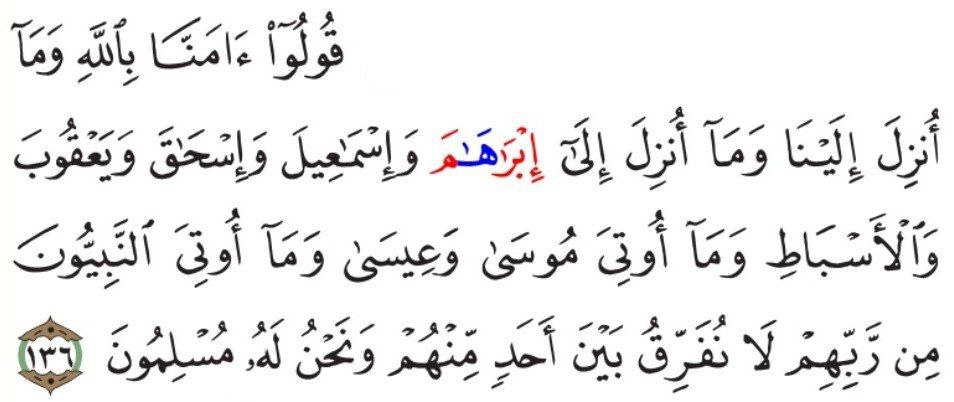 قُولُوٓاْ ءَامَنَّا بِٱللَّهِ وَمَآ
أُنزِلَ إِلَيۡنَا وَمَآ أُنزِلَ إِلَىٰٓ إِبۡرَٰهَٰمَ وَإِسۡمَٰعِيلَ وَإِسۡحَٰقَ وَيَعۡقُوبَ
وَٱلۡأَسۡبَاطِ وَمَآ أُوتِيَ مُوسَىٰ وَعِيسَىٰ وَمَآ أُوتِيَ ٱلنَّبِيُّونَ
مِن رَّبِّهِمۡ لَا نُفَرِّقُ بَيۡنَ أَحَدٖ مِّنۡهُمۡ وَنَحۡنُ لَهُۥ مُسۡلِمُونَ ١٣٦